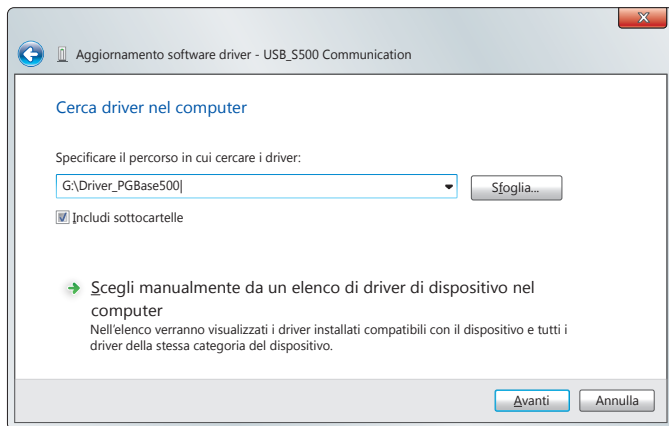 Aggiornamento software driver - USB_S500 Communication
Cerca driver nel computer
Specificare il percorso in cui cercare i driver:
G:\Driver_PGBase500
Sfoglia...
Includi sottocartelle
Scegli manualmente da un elenco di driver di dispositivo nel
computer
Nell'elenco verranno visualizzati i driver installati compatibili con il dispositivo e tutti i
driver della stessa categoria del dispositivo.
Avanti Annulla